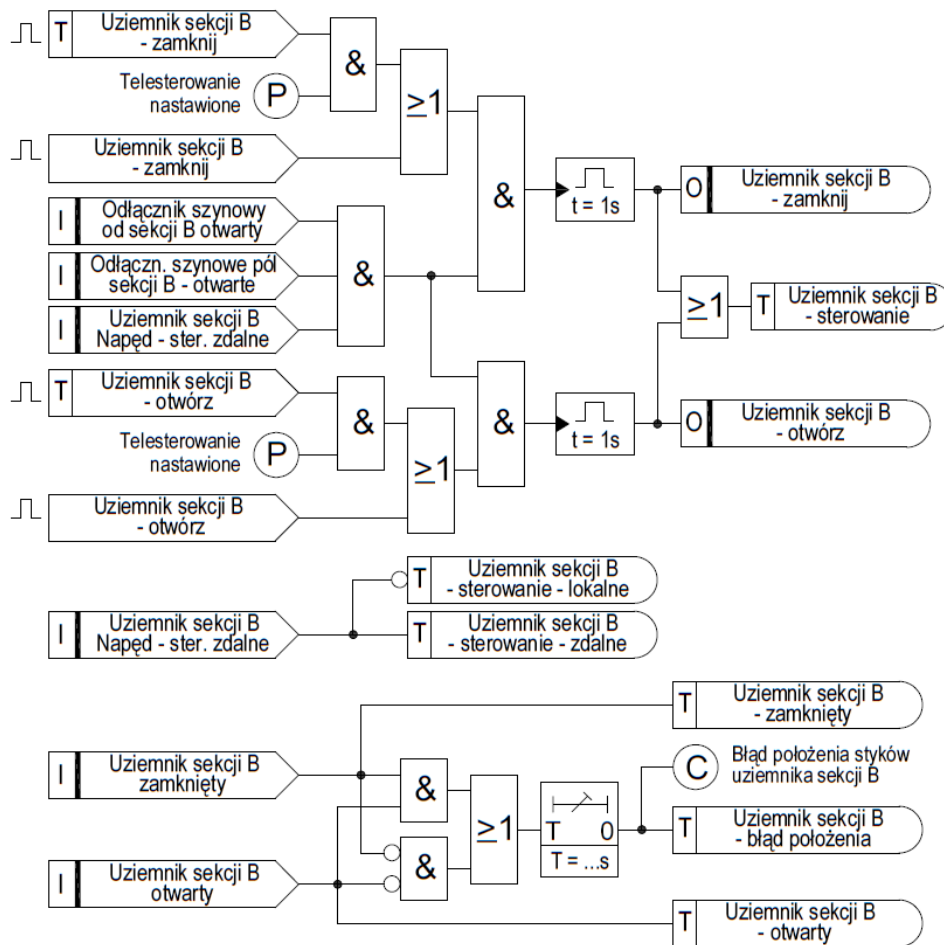 T
Uziemnik sekcji B
- zamknij
Telesterowanie
nastawione
P
&
≥1
Uziemnik sekcji B
- zamknij
I
Odłącznik szynowy
od sekcji B otwarty
I
Odłączn. szynowe pól
sekcji B - otwarte
I
Uziemnik sekcji B
Napęd - ster. zdalne
&
&
t = 1s
O
Uziemnik sekcji B
- zamknij
≥1
T
Uziemnik sekcji B
- sterowanie
T
Uziemnik sekcji B
- otwórz
Telesterowanie
nastawione
P
&
≥1
Uziemnik sekcji B
- otwórz
&
t = 1s
O
Uziemnik sekcji B
- otwórz
I
Uziemnik sekcji B
Napęd - ster. zdalne
T
Uziemnik sekcji B
- sterowanie - lokalne
T
Uziemnik sekcji B
- sterowanie - zdalne
T
Uziemnik sekcji B
- zamknięty
I
Uziemnik sekcji B
zamknięty
&
&
≥1
T 0
T = ...s
C
Błąd położenia styków
uziemnika sekcji B
T
Uziemnik sekcji B
- błąd położenia
I
Uziemnik sekcji B
otwarty
T
Uziemnik sekcji B
- otwarty